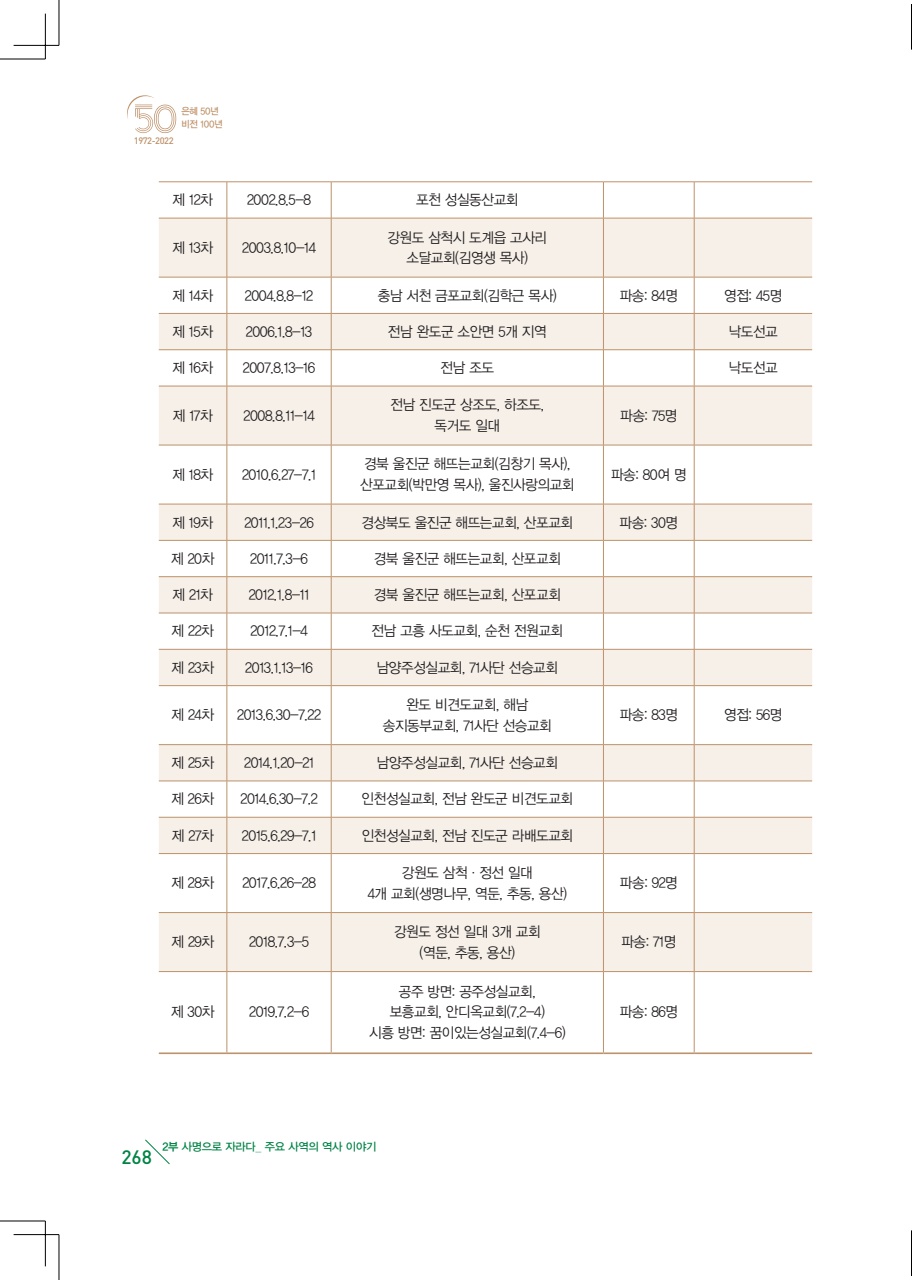 50 은혜 50년
비전 100년
1972-2022
제 12차 2002.8.5-8 포천 성실동산교회
제 13차 2003.8.10-14 강원도 삼척시 도계읍 고사리
소달교회(김영생 목사)
제 14차 2004.8.8-12 충남 서천 금포교회(김학근 목사) 파송: 84명 영접: 45명
제 15차 2006.1.8-13 전남 완도군 소안면 5개 지역 낙도선교
제 16차 2007.8.13-16 전남 조도 낙도선교
제 17차 2008.8.11-14 전남 진도군 상조도, 하조도,
독거도 일대 파송: 75명
제 18차 2010.6.27-7.1 경북 울진군 해뜨는교회(김창기 목사),
산포교회(박만영 목사), 울진사랑의교회 파송: 80여 명
제 19차 2011.1.23-26 경상북도 울진군 해뜨는교회, 산포교회 파송: 30명
제 20차 2011.7.3-6 경북 울진군 해뜨는교회, 산포교회
제 21차 2012.1.8-11 경북 울진군 해뜨는교회, 산포교회
제 22차 2012.7.1-4 전남 고흥 사도교회, 순천 전원교회
제 23차 2013.1.13-16 남양주성실교회, 71사단 선승교회
제 24차 2013.6.30-7.22 완도 비견도교회, 해남
송지동부교회, 71사단 선승교회 파송: 83명 영접: 56명
제 25차 2014.1.20-21 남양주성실교회, 71사단 선승교회
제 26차 2014.6.30-7.2 인천성실교회, 전남 완도군 비견도교회
제 27차 2015.6.29-7.1 인천성실교회, 전남 진도군 라배도교회
제 28차 2017.6.26-28 강원도 삼척 · 정선 일대
4개 교회(생명나무, 역둔, 추동, 용산) 파송: 92명
제 29차 2018.7.3-5 강원도 정선 일대 3개 교회
(역둔, 추동, 용산) 파송: 71명
제 30차 2019.7.2-6 공주 방면: 공주성실교회,
보흥교회, 안디옥교회(7.2-4)
시흥 방면: 꿈이있는성실교회(7.4-6) 파송: 86명
268 2부 사명으로 자라다_ 주요 사역의 역사 이야기